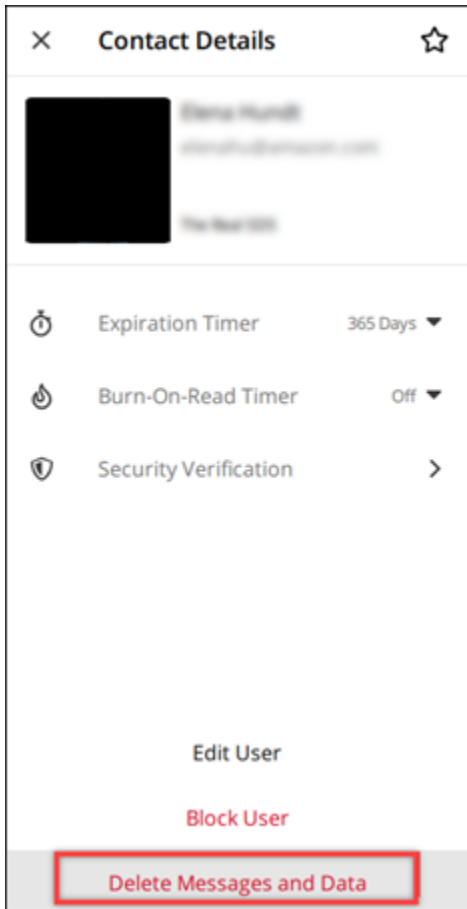 Contact Details
Expiration Timer 365 Days
Burn-On-Read Timer Off
Security Verification
Edit User
Block User
Delete Messages and Data